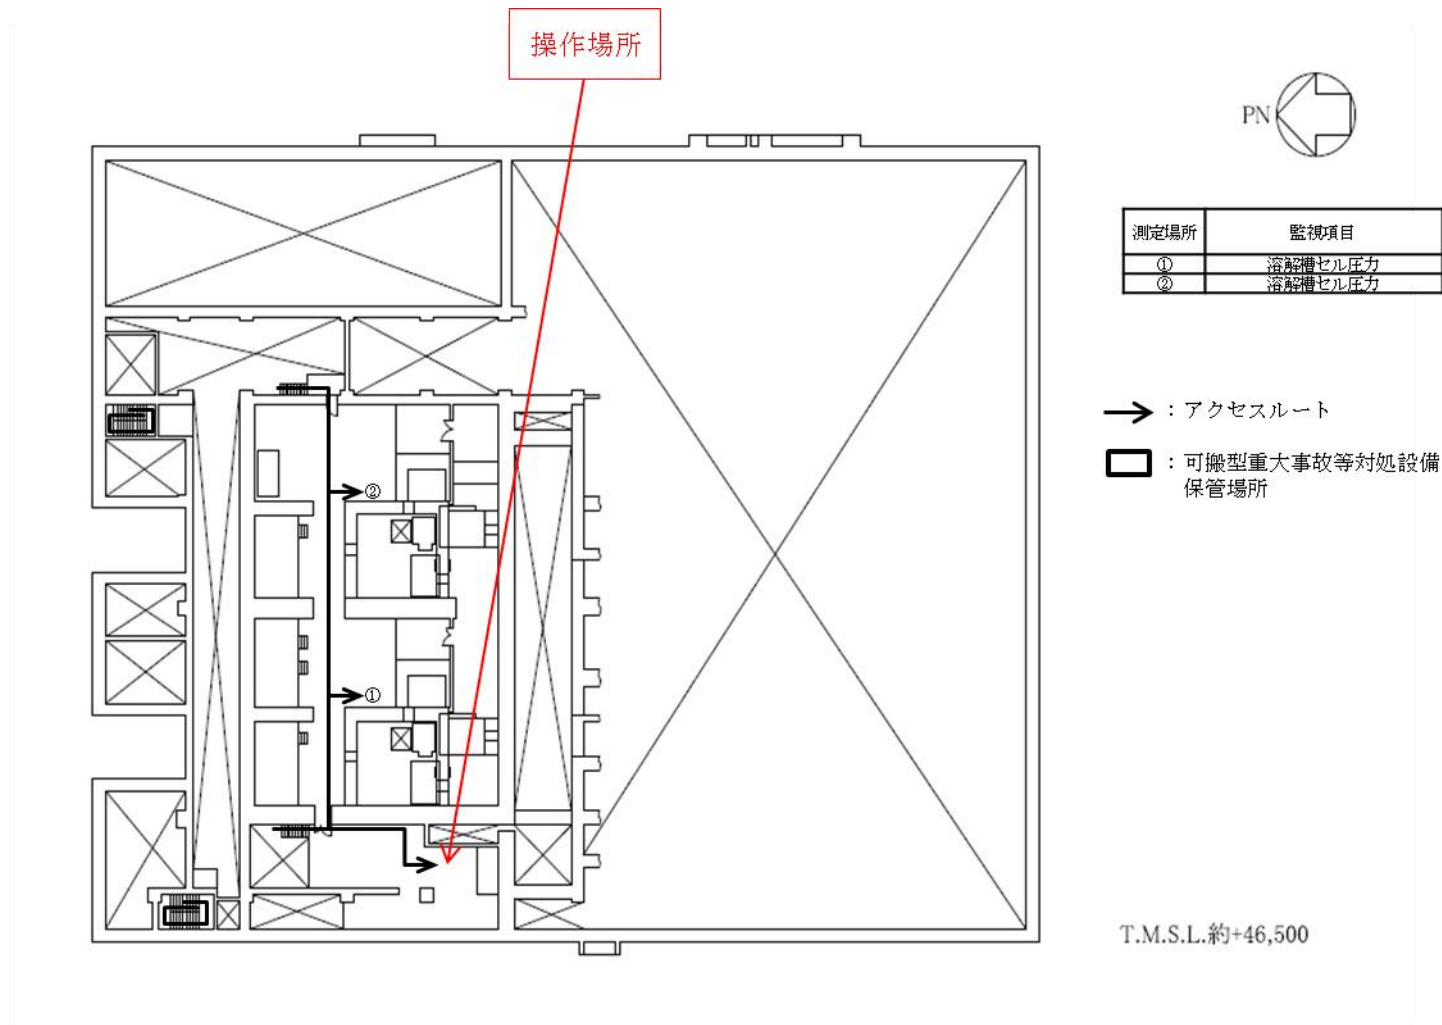 操作場所
PN
測定場所 監視項目
① 溶解槽セル圧力
② 溶解槽セル圧力
：アクセスルート
：可搬型重大事故等対処設備
保管場所
②
①
T.M.S.L.約+46,500